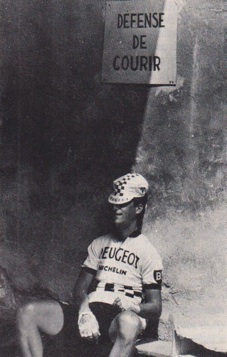 DEFENSE
DE
COURIR
PEUGEOT
MICHELIN
B